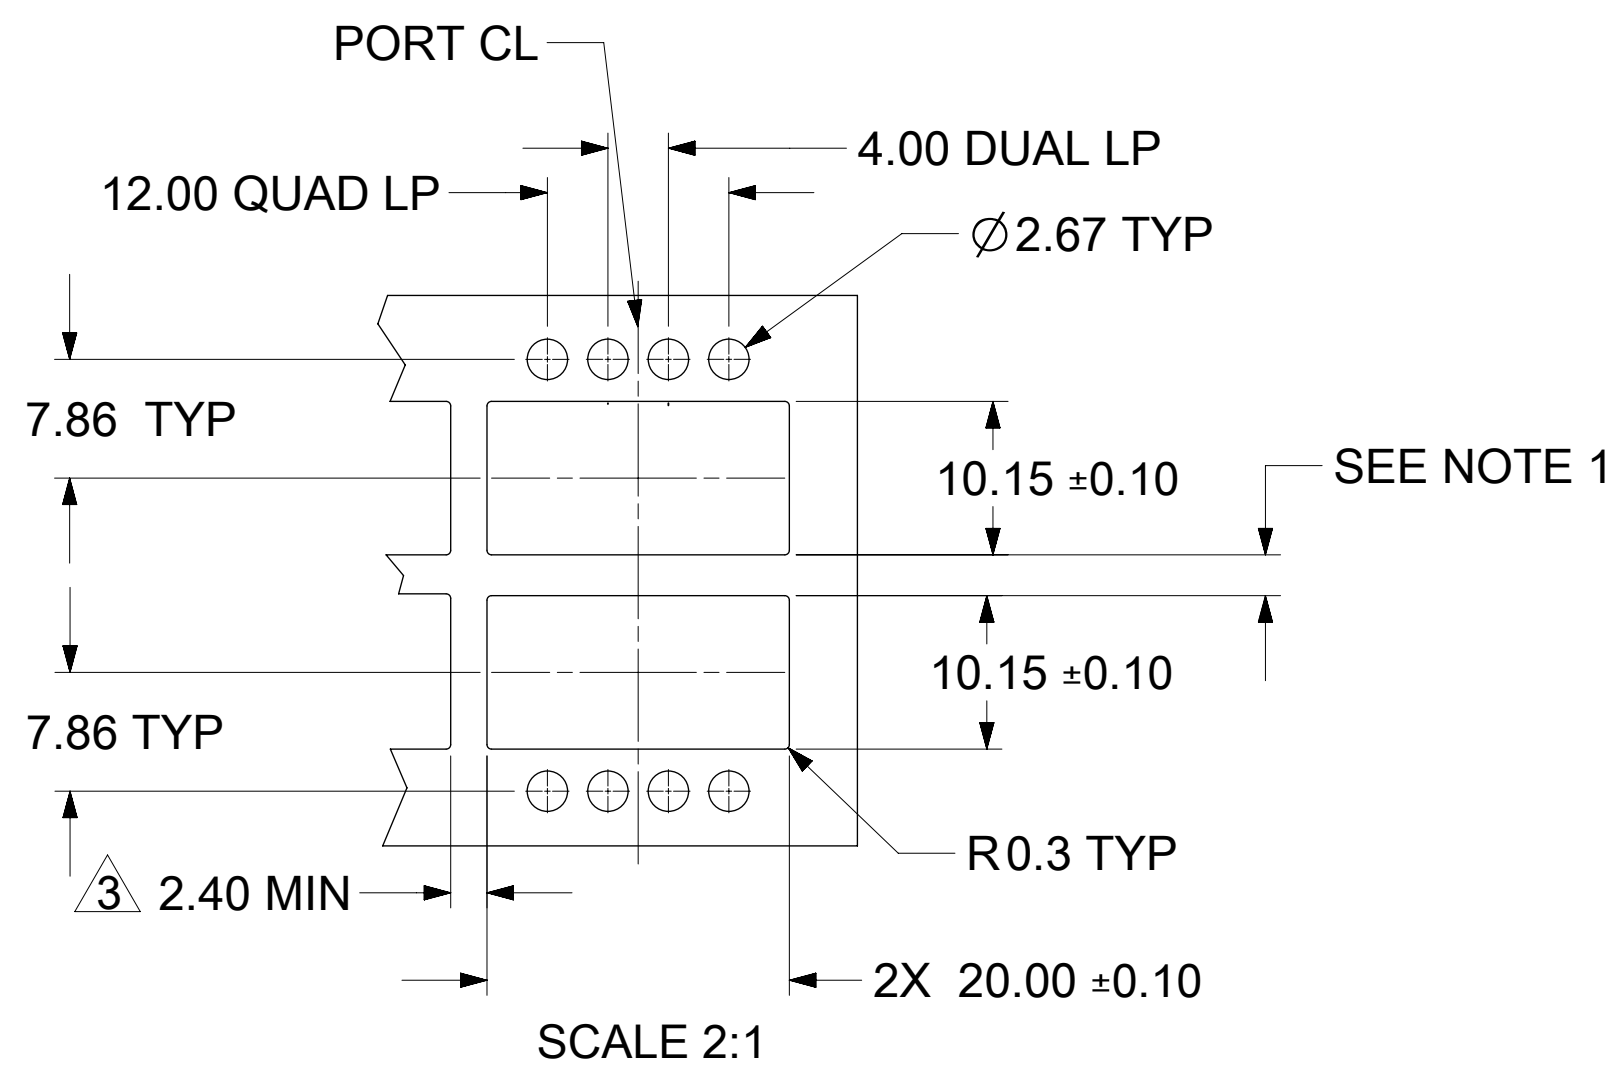 PORT CL
4.00 DUAL LP
12.00 QUAD LP
∅2.67 TYP
7.86 TYP
10.15 ±0.10
SEE NOTE 1
10.15 ±0.10
7.86 TYP
R0.3 TYP
3 2.40 MIN
2X 20.00 ±0.10
SCALE 2:1